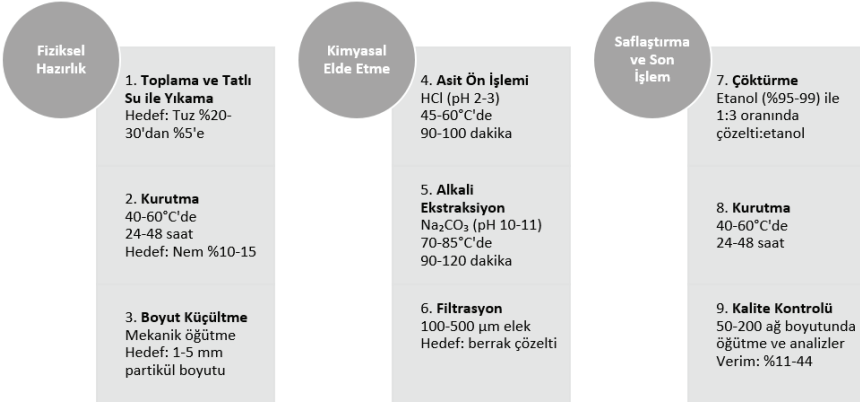 Fiziksel
Hazırlık
1. Toplama ve Tatlı
Su ile Yıkama
Hedef: Tuz %20-
30'dan %5'e
2. Kurutma
40-60°C'de
24-48 saat
Hedef: Nem %10-15
3. Boyut Küçültme
Mekanik öğütme
Hedef: 1-5 mm
partikül boyutu
Kimyasal
Elde Etme
4. Asit Ön İşlemi
HCl (pH 2-3)
45-60°C'de
90-100 dakika
5. Alkali
Ekstraksiyon
Na₂CO₃ (pH 10-11)
70-85°C'de
90-120 dakika
6. Filtrasyon
100-500 µm elek
Hedef: berrak çözelti
Saflaştırma
ve Son
İşlem
7. Çöktürme
Etanol (%95-99) ile
1:3 oranında
çözelti:etanol
8. Kurutma
40-60°C'de
24-48 saat
9. Kalite Kontrolü
50-200 ağ boyutunda
öğütme ve analizler
Verim: %11-44